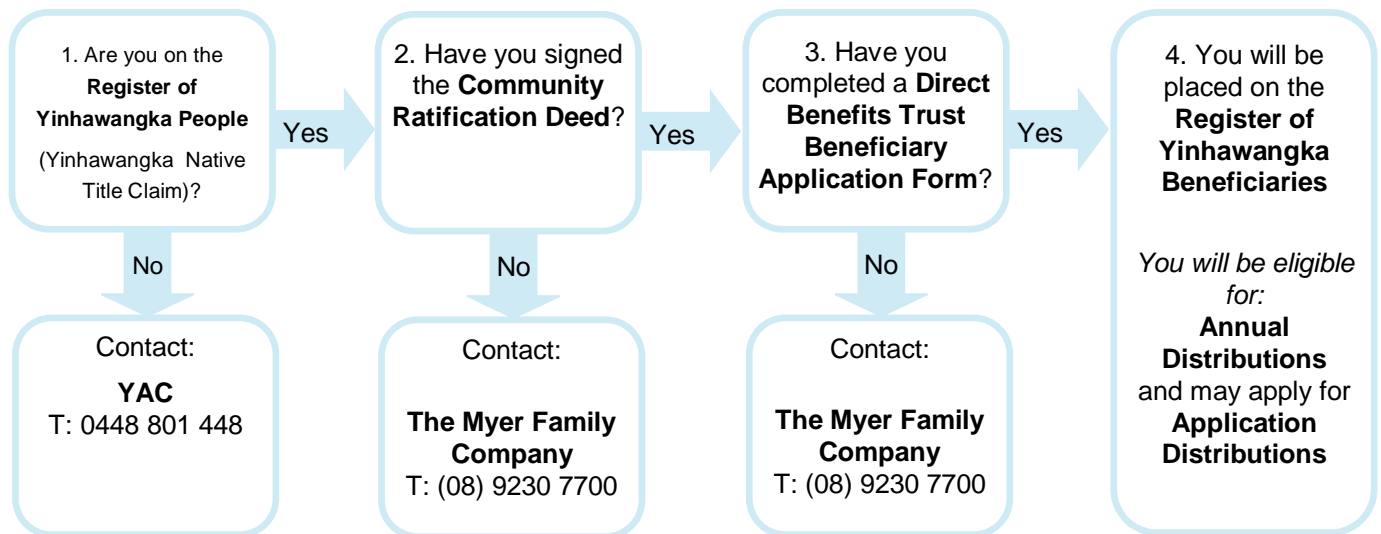 1. Are you on the
Register of
Yinhawangka People
(Yinhawangka Native
Title Claim)?
Yes
2. Have you signed
the Community
Ratification Deed?
Yes
3. Have you
completed a Direct
Benefits Trust
Beneficiary
Application Form?
Yes
4. You will be
placed on the
Register of
Yinhawangka
Beneficiaries
You will be eligible
for:
Annual
Distributions
and may apply for
Application
Distributions
No
No
No
Contact:
YAC
T: 0448 801 448
Contact:
The Myer Family
Company
T: (08) 9230 7700
Contact:
The Myer Family
Company
T: (08) 9230 7700